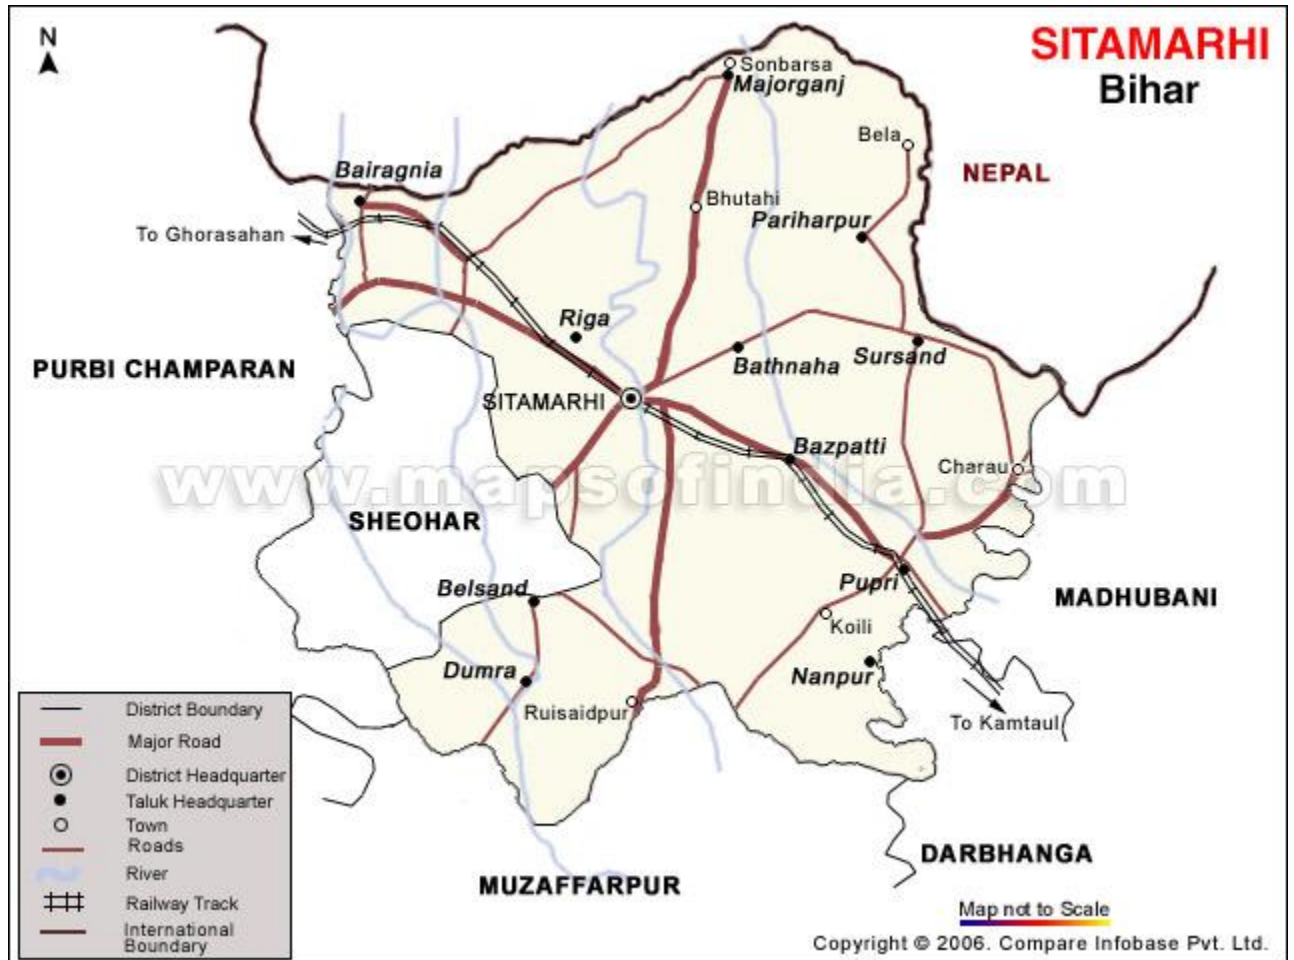 N
SITAMARHI
Bihar
Sonbarsa
Majorganj
Bela
Bairagnia
NEPAL
Bhutahi
Pariharpur
To Ghorasahan
Riga
Bathnaha
Sursand
PURBI CHAMPARAN
SITAMARHI
Bazpatti
Charau
www.mapsofindia.com
SHEOHAR
Belsand
Pupri
MADHUBANI
Koili
Dumra
Nanpur
Ruisaidpur
To Kamtaul
District Boundary
Major Road
District Headquarter
Taluk Headquarter
Town
Roads
River
Railway Track
International
Boundary
DARBHANGA
MUZAFFARPUR
Map not to Scale
Copyright © 2006. Compare Infobase Pvt. Ltd.